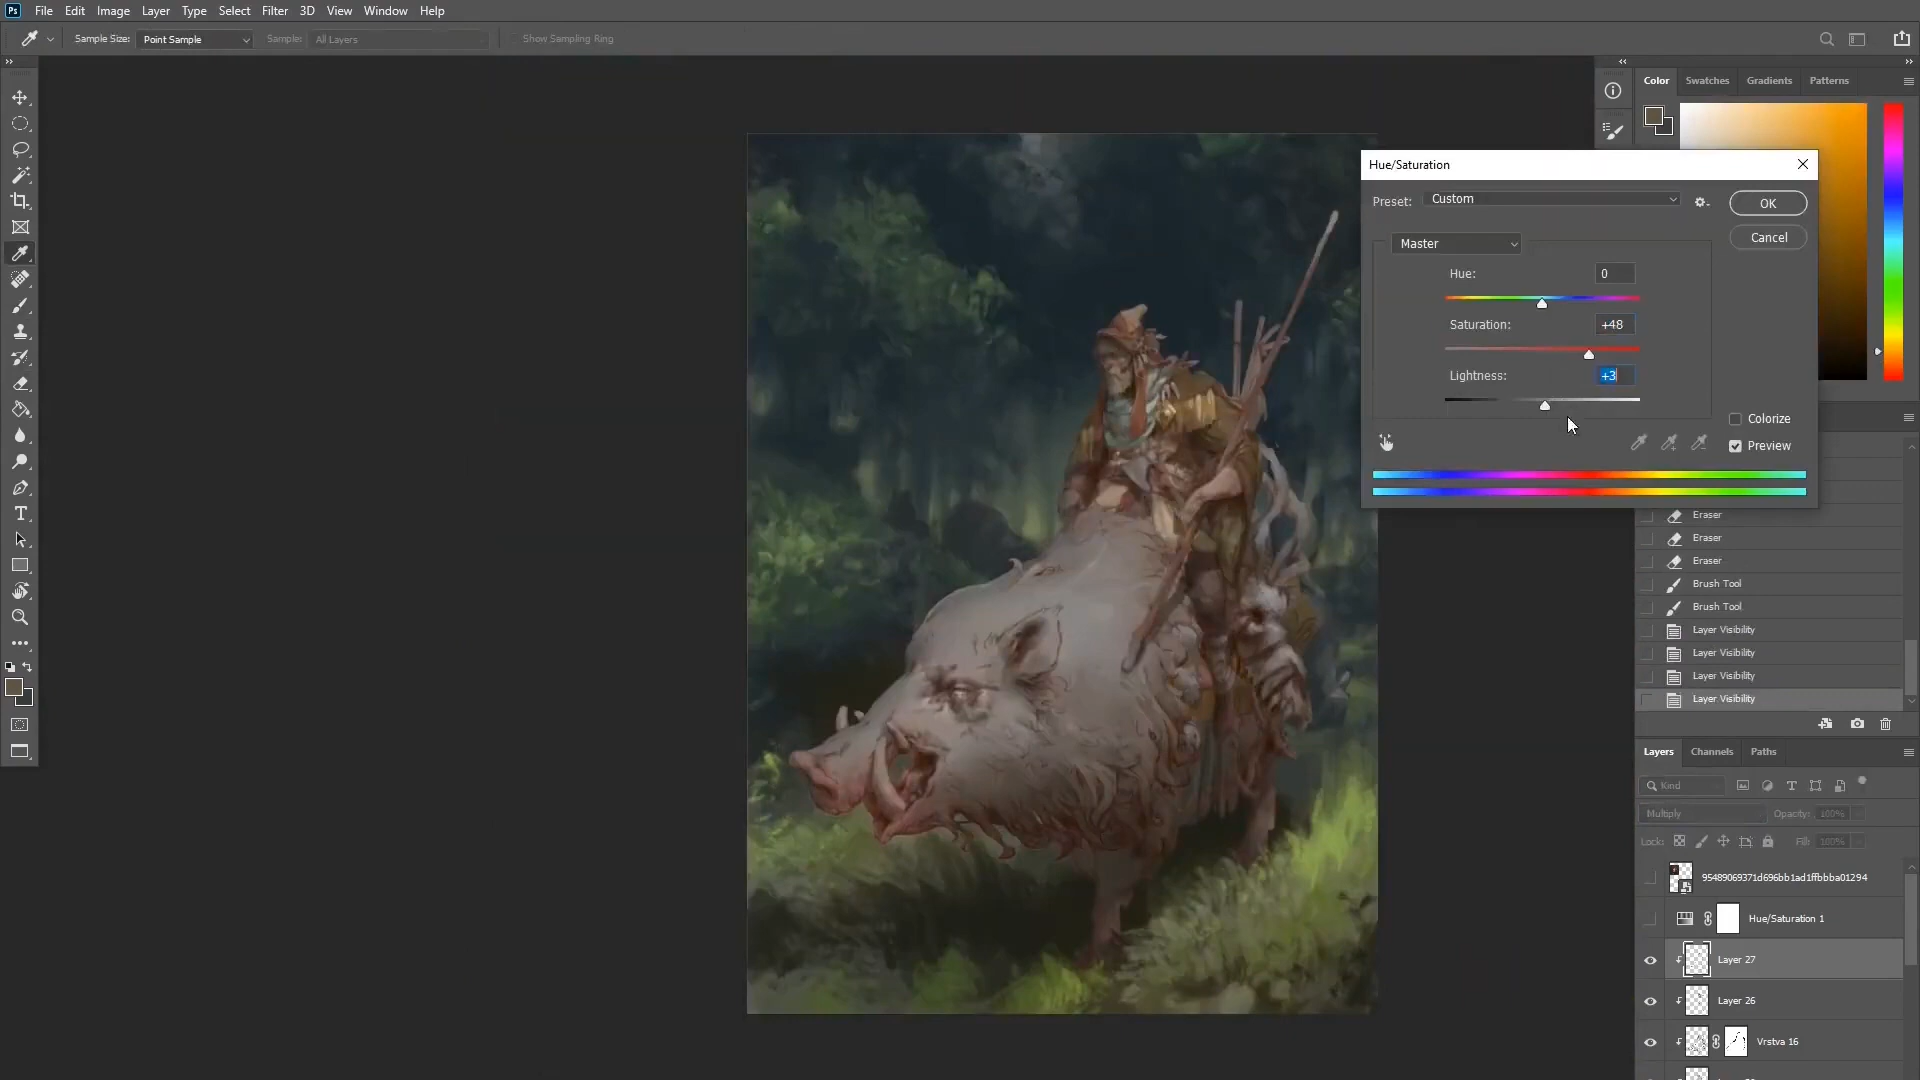 Ps File Edit Image Layer Type Select Filter 3D View Window Help
Sample Size: Point Sample Sample: All Layers Show Sampling Ring
Color Swatches Gradients Patterns
Hue/Saturation
Preset: Custom OK
Master Cancel
Hue: 0
Saturation: +48
Lightness: +3
Colorize
Preview
Eraser
Eraser
Eraser
Brush Tool
Brush Tool
Layer Visibility
Layer Visibility
Layer Visibility
Layer Visibility
Layers Channels Paths
Kind
Multiply Opacity: 100%
Lock: Fill: 100%
95489069371d696bb1ad1ffbbba01294
Hue/Saturation 1
Layer 27
Layer 26
Vrstva 16